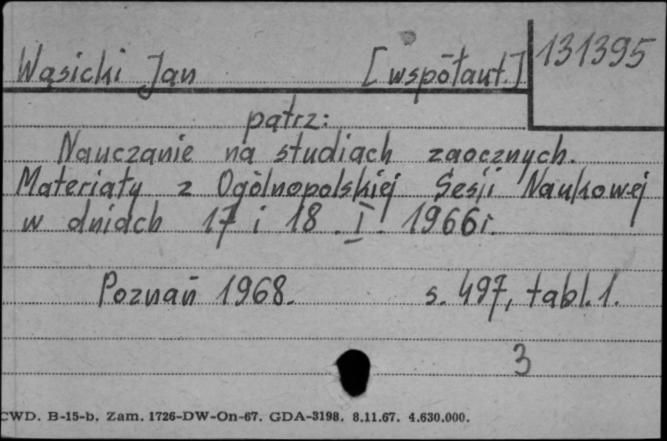 131395
Wąsicki Jan [współaut.]
patrz:
Nauczanie na studiach zaocznych.
Materiały z Ogólnopolskiej Sesji Naukowej
w dniach 17 i 18. I. 1966r.
Poznań 1968. s. 497, tabl. 1.
3
CWD. B-15-b. Zam. 1726-DW-On-67. GDA-3198. 8.11.67. 4.630.000.